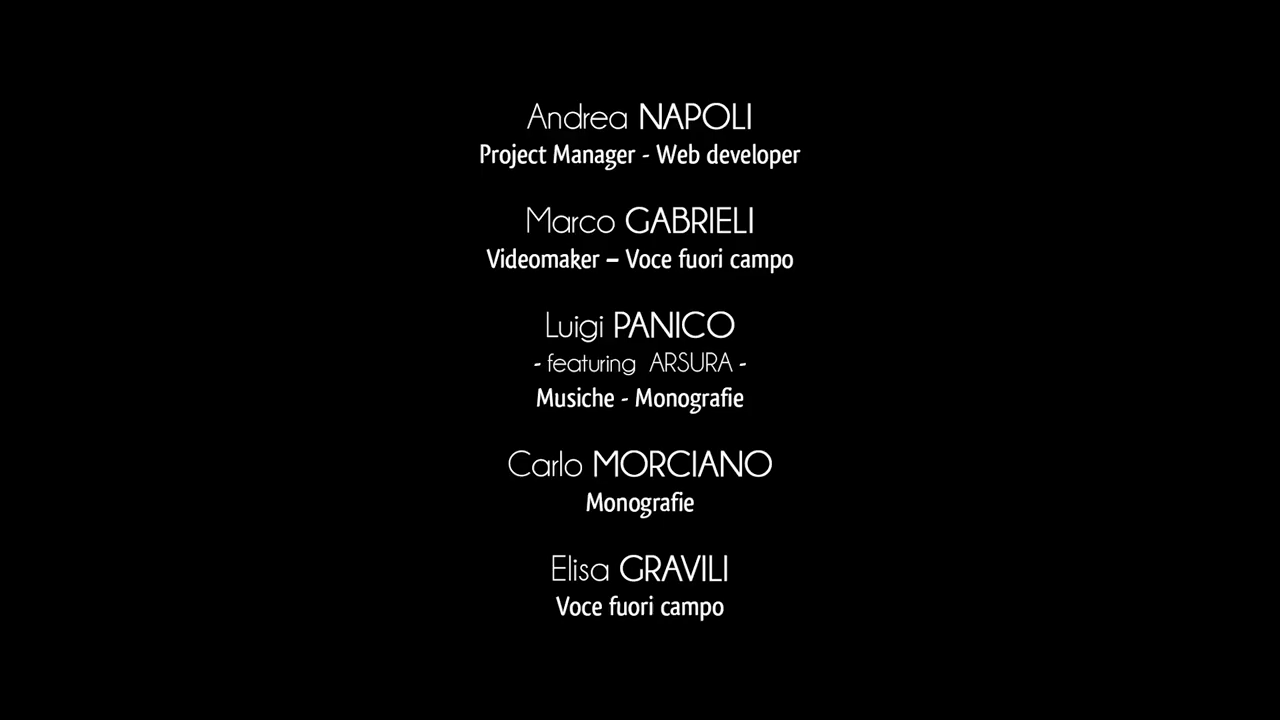 Andrea NAPOLI
Project Manager - Web developer
Marco GABRIELI
Videomaker – Voce fuori campo
Luigi PANICO
- featuring ARSURA -
Musiche - Monografie
Carlo MORCIANO
Monografie
Elisa GRAVILI
Voce fuori campo